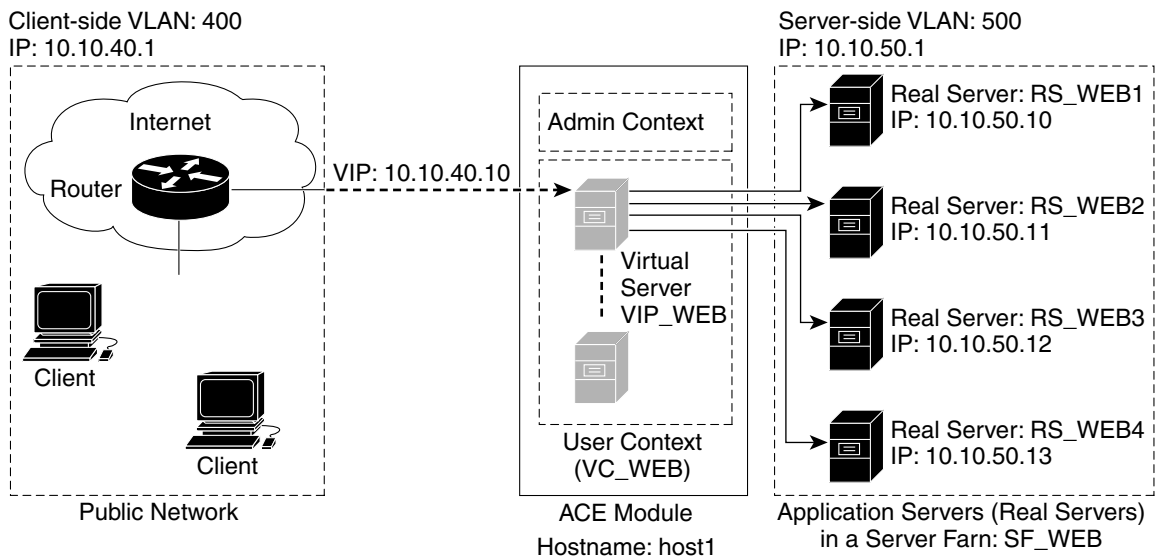 Client-side VLAN: 400
IP: 10.10.40.1
Internet
Router
Client
Client
Public Network
VIP: 10.10.40.10
Admin Context
Virtual
Server
VIP_WEB
User Context
(VC_WEB)
ACE Module
Hostname: host1
Server-side VLAN: 500
IP: 10.10.50.1
Real Server: RS_WEB1
IP: 10.10.50.10
Real Server: RS_WEB2
IP: 10.10.50.11
Real Server: RS_WEB3
IP: 10.10.50.12
Real Server: RS_WEB4
IP: 10.10.50.13
Application Servers (Real Servers)
in a Server Farn: SF_WEB